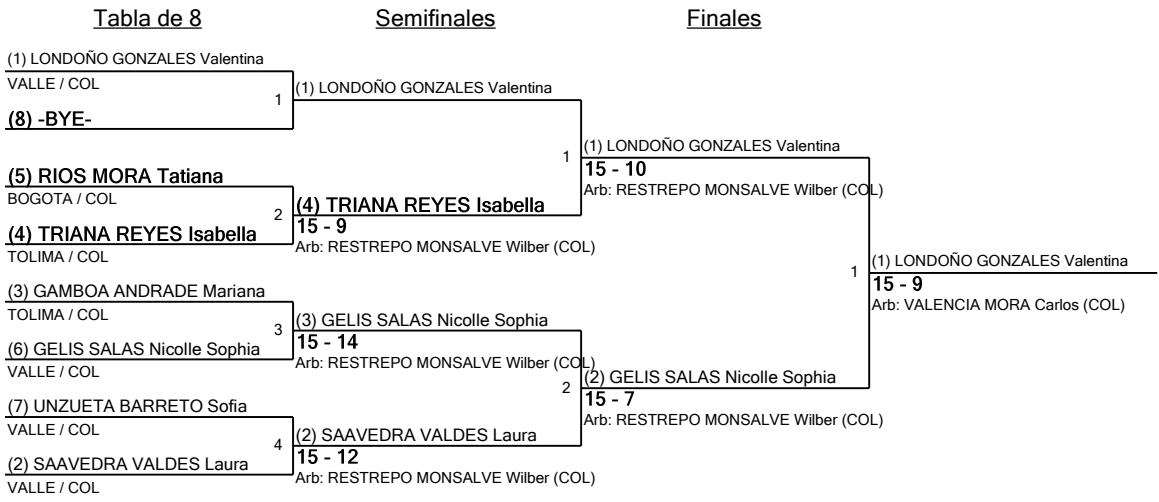 Tabla de 8
Semifinales
Finales
(1) LONDOÑO GONZALES Valentina
VALLE / COL
1
(8) -BYE-
(5) RIOS MORA Tatiana
BOGOTA / COL
2
(4) TRIANA REYES Isabella
TOLIMA / COL
(3) GAMBOA ANDRADE Mariana
TOLIMA / COL
3
(6) GELIS SALAS Nicolle Sophia
VALLE / COL
(7) UNZUETA BARRETO Sofia
VALLE / COL
4
(2) SAAVEDRA VALDES Laura
VALLE / COL
(1) LONDOÑO GONZALES Valentina
1
(4) TRIANA REYES Isabella
15 - 9
Arb: RESTREPO MONSALVE Wilber (COL)
(3) GELIS SALAS Nicolle Sophia
15 - 14
Arb: RESTREPO MONSALVE Wilber (COL)
2
(2) SAAVEDRA VALDES Laura
15 - 12
Arb: RESTREPO MONSALVE Wilber (COL)
(1) LONDOÑO GONZALES Valentina
15 - 10
Arb: RESTREPO MONSALVE Wilber (COL)
1
(2) GELIS SALAS Nicolle Sophia
15 - 7
Arb: RESTREPO MONSALVE Wilber (COL)
(1) LONDOÑO GONZALES Valentina
15 - 9
Arb: VALENCIA MORA Carlos (COL)